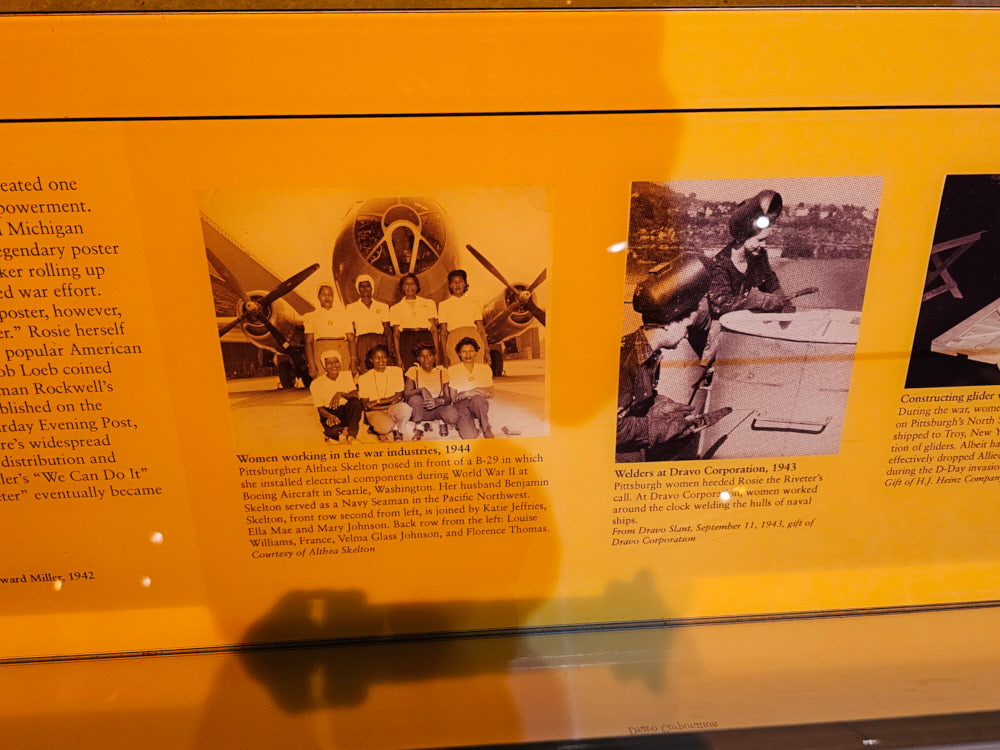 eated one
powerment.
Michigan
egendary poster
ker rolling up
ed war effort.
poster, however,
er." Rosie herself
popular American
ob Loeb coined
man Rockwell's
blished on the
rday Evening Post,
re's widespread
distribution and
ler's "We Can Do It"
eter" eventually became
ward Miller, 1942
Women working in the war industries, 1944
Pittsburgher Althea Skelton posed in front of a B-29 in which
she installed electrical components during World War II at
Boeing Aircraft in Seattle, Washington. Her husband Benjamin
Skelton served as a Navy Seaman in the Pacific Northwest.
Skelton, front row second from left, is joined by Katie Jeffries,
Ella Mae and Mary Johnson. Back row from the left: Louise
Williams, France, Velma Glass Johnson, and Florence Thomas.
Courtesy of Althea Skelton
Welders at Dravo Corporation, 1943
Pittsburgh women heeded Rosie the Riveter's
call. At Dravo Corporation, women worked
around the clock welding the hulls of naval
ships.
From Dravo Slant, September 11, 1943, gift of
Dravo Corporation
Constructing glider
During the war, wome
on Pittsburgh's North S
shipped to Troy, New Y
tion of gliders. Albeit ha
effectively dropped Allie
during the D-Day invasio
Gift of H.J. Heinz Company
Dravo Corporation